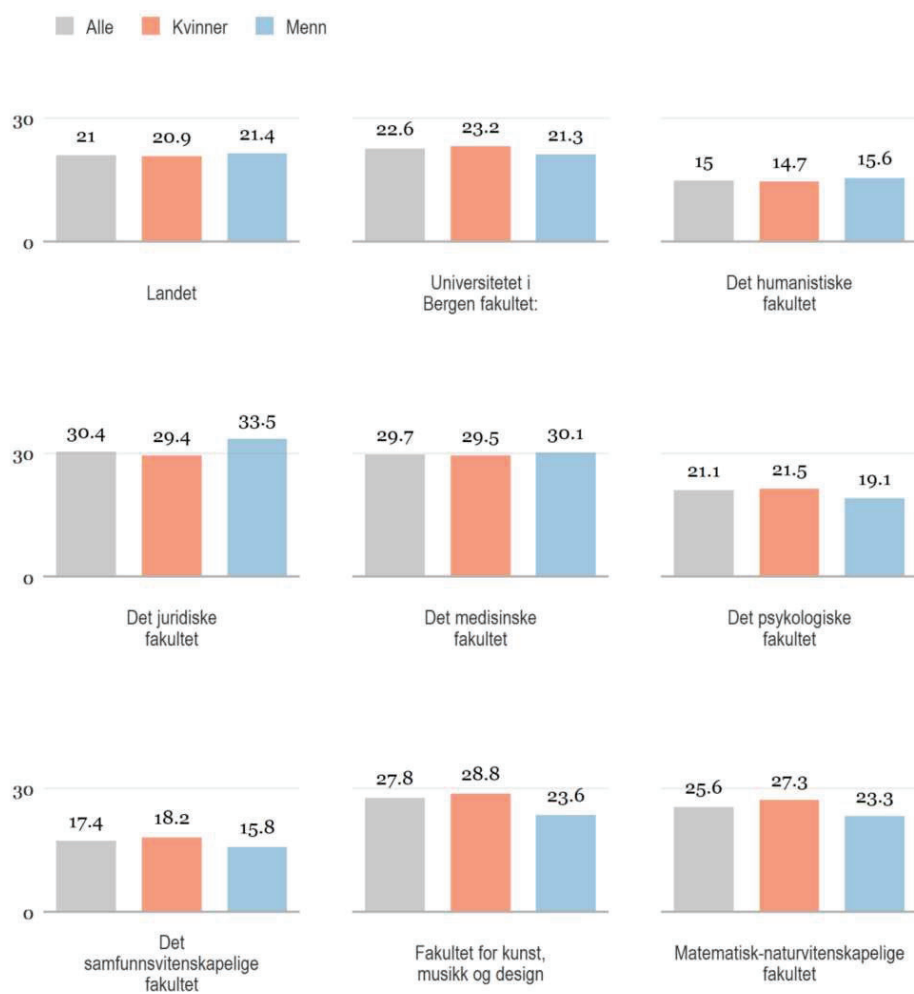 Alle Kvinner Menn
30
21 20.9 21.4
0
Landet
22.6 23.2 21.3
Universitetet i
Bergen fakultet:
15 14.7 15.6
Det humanistiske
fakultet
30.4 29.4 33.5
30
0
Det juridiske
fakultet
29.7 29.5 30.1
Det medisinske
fakultet
21.1 21.5 19.1
Det psykologiske
fakultet
30
17.4 18.2 15.8
0
Det
samfunnsvitenskapelige
fakultet
27.8 28.8 23.6
Fakultet for kunst,
musikk og design
25.6 27.3 23.3
Matematisk-naturvitenskapelige
fakultet